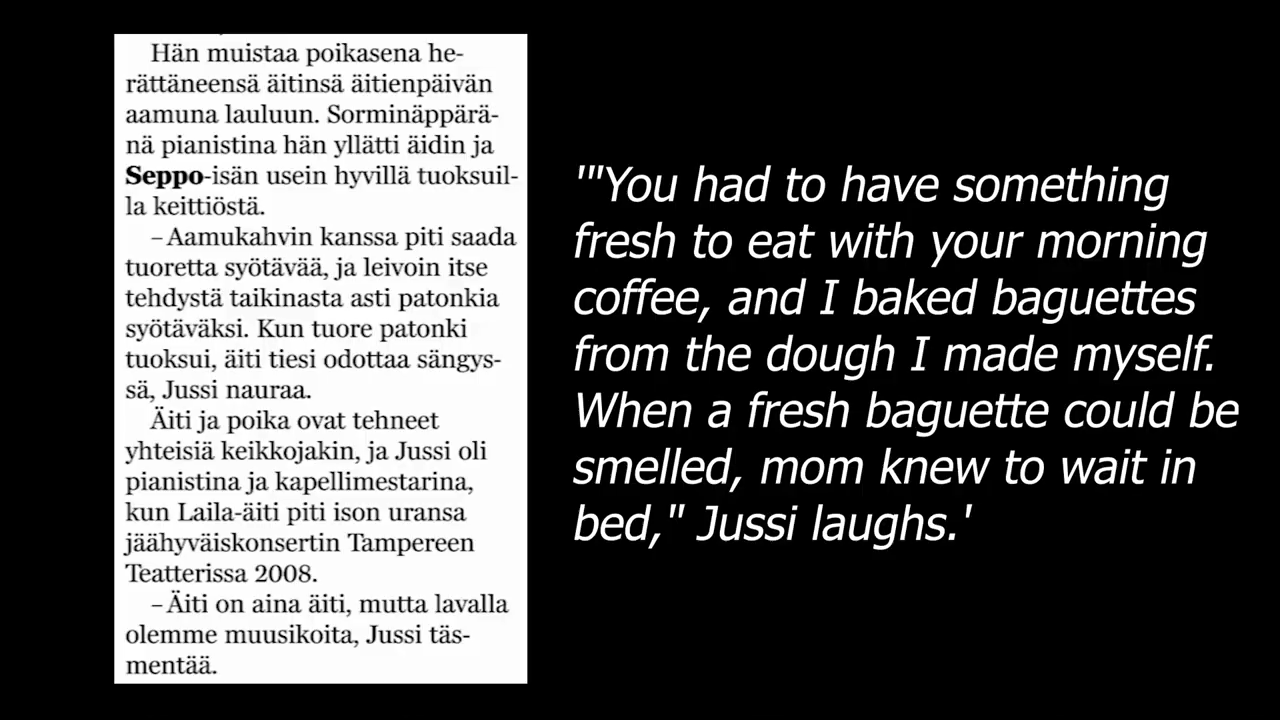 Hän muistaa poikasena he-
rättäneensä äitinsä äitienpäivän
aamuna lauluun. Sorminäppärä-
nä pianistina hän yllätti äidin ja
Seppo-isän usein hyvillä tuoksuil-
la keittiöstä.
–Aamukahvin kanssa piti saada
tuoretta syötävää, ja leivoin itse
tehdystä taikinasta asti patonkia
syötäväksi. Kun tuore patonki
tuoksui, äiti tiesi odottaa sängys-
sä, Jussi nauraa.
Äiti ja poika ovat tehneet
yhteisiä keikkojakin, ja Jussi oli
pianistina ja kapellimestarina,
kun Laila-äiti piti ison uransa
jäähyväiskonsertin Tampereen
Teatterissa 2008.
–Äiti on aina äiti, mutta lavalla
olemme muusikoita, Jussi täs-
mentää.
'"You had to have something
fresh to eat with your morning
coffee, and I baked baguettes
from the dough I made myself.
When a fresh baguette could be
smelled, mom knew to wait in
bed," Jussi laughs.'